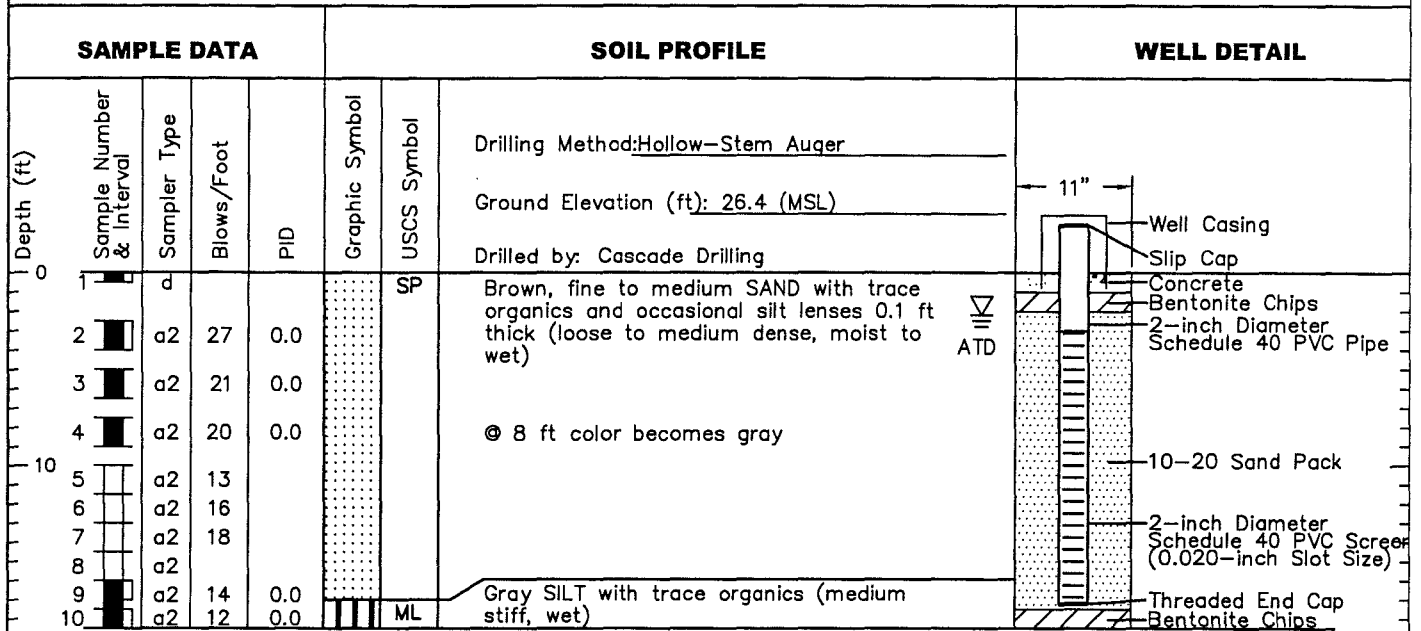 SAMPLE DATA
SOIL PROFILE
WELL DETAIL
Depth (ft)
Sample Number
& Interval
Sampler Type
Blows/Foot
PID
Graphic Symbol
USCS Symbol
Drilling Method: Hollow-Stem Auger
Ground Elevation (ft): 26.4 (MSL)
Drilled by: Cascade Drilling
11"
Well Casing
Slip Cap
Concrete
Bentonite Chips
2-inch Diameter
Schedule 40 PVC Pipe
10-20 Sand Pack
2-inch Diameter
Schedule 40 PVC Screen
(0.020-inch Slot Size)
Threaded End Cap
Bentonite Chips
0
10
1 d
2 a2 27 0.0
3 a2 21 0.0
4 a2 20 0.0
5 a2 13
6 a2 16
7 a2 18
8 a2
9 a2 14 0.0
10 a2 12 0.0
SP
ML
Brown, fine to medium SAND with trace
organics and occasional silt lenses 0.1 ft
thick (loose to medium dense, moist to
wet)
ATD
@ 8 ft color becomes gray
Gray SILT with trace organics (medium
stiff, wet)